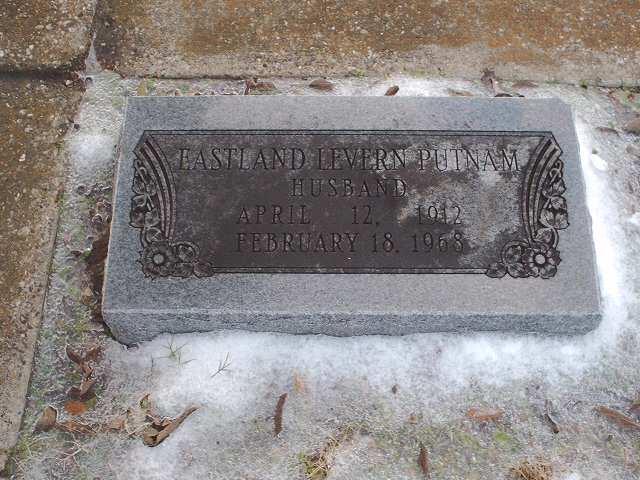 EASTLAND LEVERN PUTNAM
HUSBAND
APRIL 12, 1912
FEBRUARY 18, 1968